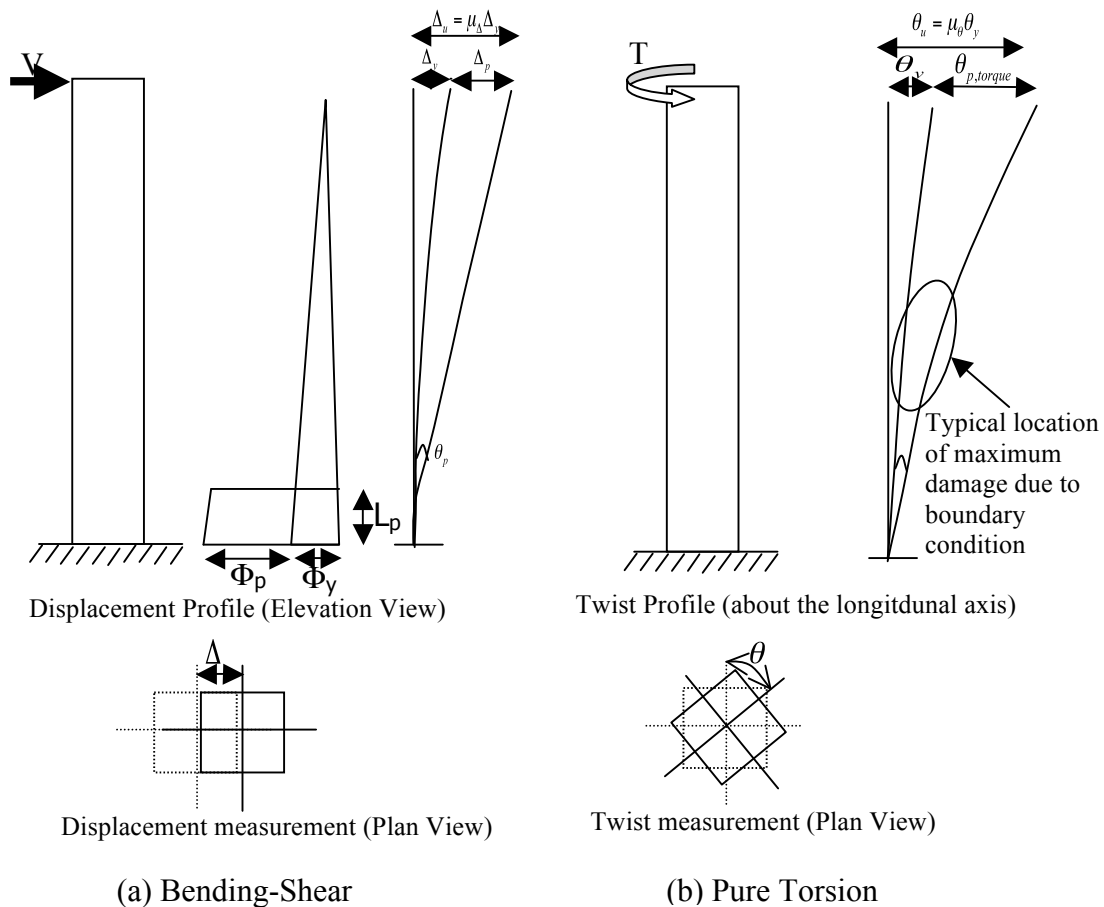 V
Δu = μΔΔy
Δy
Δp
θp
Lp
Φp
Φy
Displacement Profile (Elevation View)
Δ
Displacement measurement (Plan View)
(a) Bending-Shear
T
θu = μθθy
θy
θp,torque
Typical location
of maximum
damage due to
boundary
condition
Twist Profile (about the longitdunal axis)
θ
Twist measurement (Plan View)
(b) Pure Torsion